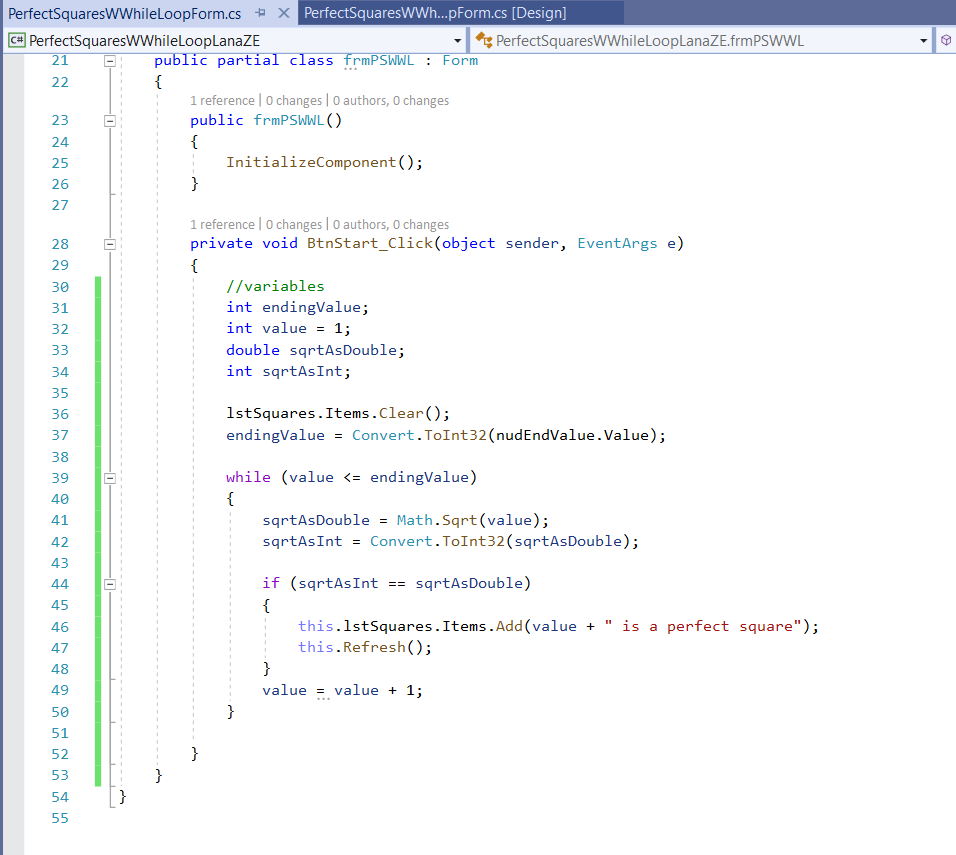 PerfectSquaresWWhileLoopForm.cs PerfectSquaresWWh...pForm.cs [Design]
C# PerfectSquaresWWhileLoopLanaZE PerfectSquaresWWhileLoopLanaZE.frmPSWWL
21 public partial class frmPSWWL : Form
22 {
1 reference | 0 changes | 0 authors, 0 changes
23 public frmPSWWL()
24 {
25 InitializeComponent();
26 }
27
1 reference | 0 changes | 0 authors, 0 changes
28 private void BtnStart_Click(object sender, EventArgs e)
29 {
30 //variables
31 int endingValue;
32 int value = 1;
33 double sqrtAsDouble;
34 int sqrtAsInt;
35
36 lstSquares.Items.Clear();
37 endingValue = Convert.ToInt32(nudEndValue.Value);
38
39 while (value <= endingValue)
40 {
41 sqrtAsDouble = Math.Sqrt(value);
42 sqrtAsInt = Convert.ToInt32(sqrtAsDouble);
43
44 if (sqrtAsInt == sqrtAsDouble)
45 {
46 this.lstSquares.Items.Add(value + " is a perfect square");
47 this.Refresh();
48 }
49 value = value + 1;
50 }
51
52 }
53 }
54 }
55